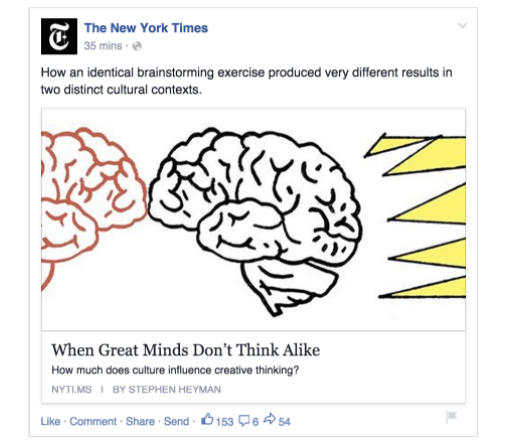 The New York Times
35 mins ·
How an identical brainstorming exercise produced very different results in
two distinct cultural contexts.
When Great Minds Don't Think Alike
How much does culture influence creative thinking?
NYTI.MS | BY STEPHEN HEYMAN
Like · Comment · Share · Send · 153 6 54